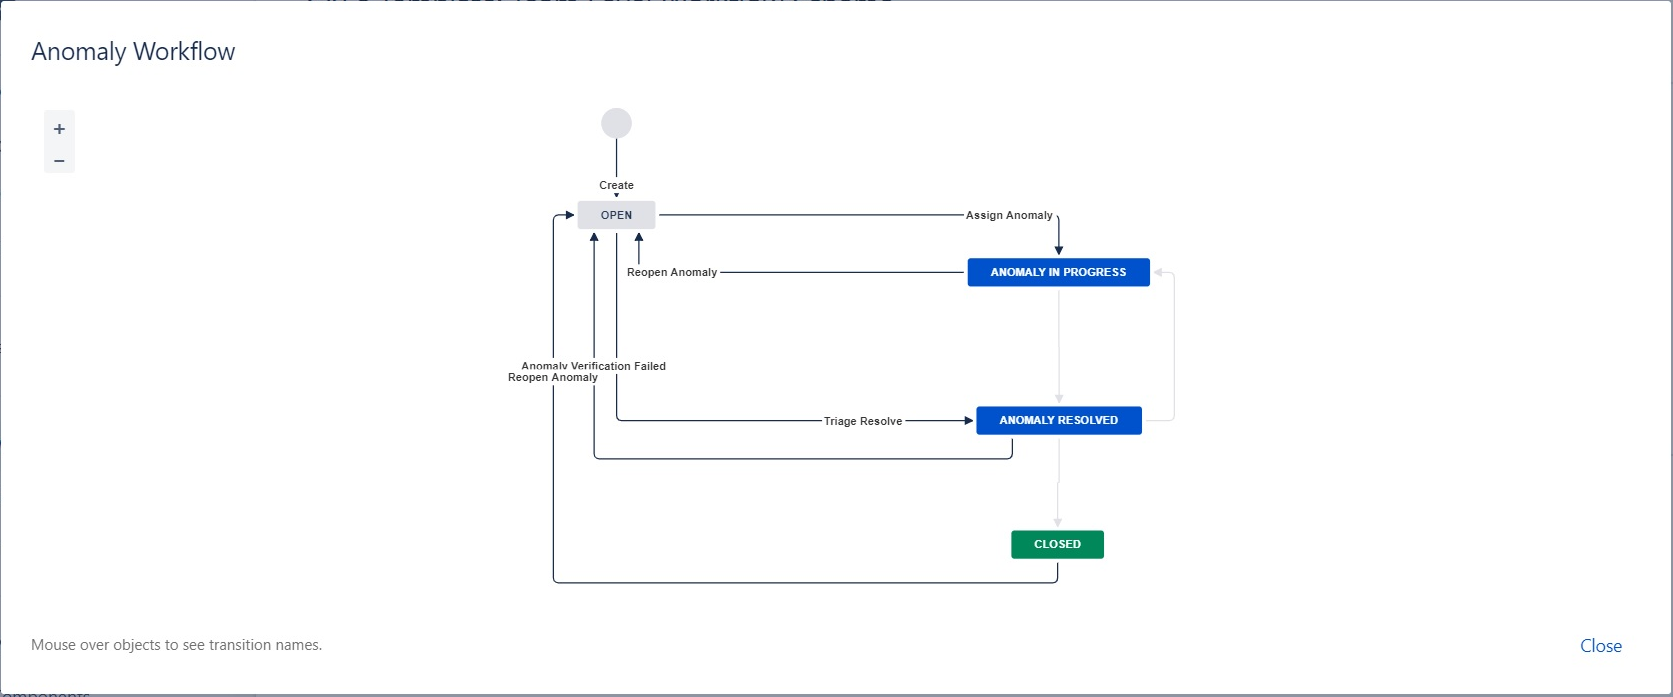 Anomaly Workflow
+
−
Create
OPEN
Assign Anomaly
Reopen Anomaly
ANOMALY IN PROGRESS
Anomaly Verification Failed
Reopen Anomaly
Triage Resolve
ANOMALY RESOLVED
CLOSED
Mouse over objects to see transition names.
Close